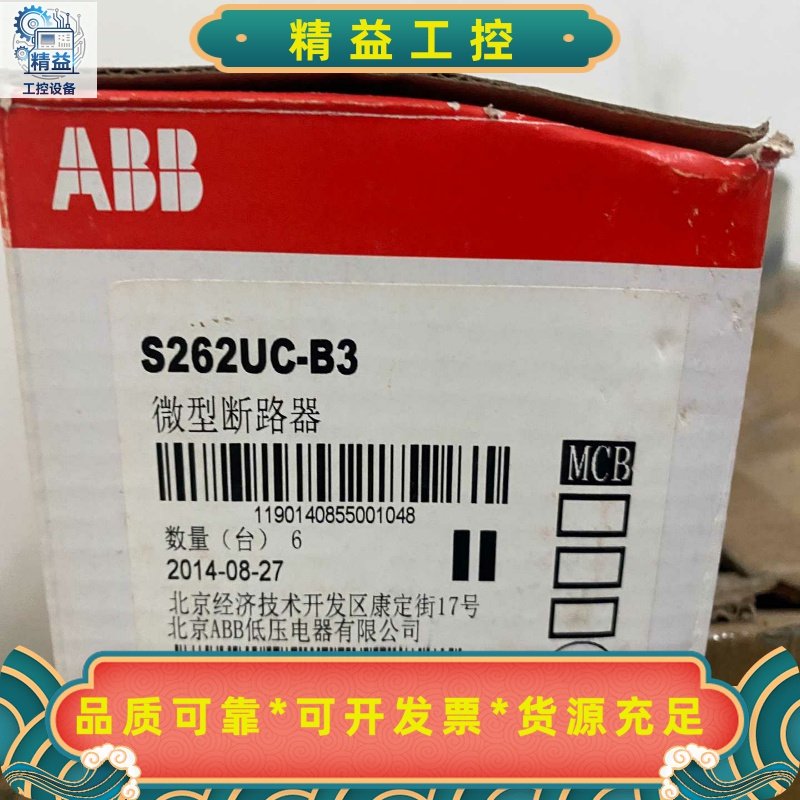 精益工控
精益
工控设备
ABB
S262UC-B3
微型断路器
MCB
1190140855001048
数量（台） 6
2014-08-27
北京经济技术开发区康定街17号
北京ABB低压电器有限公司
品质可靠*可开发票*货源充足